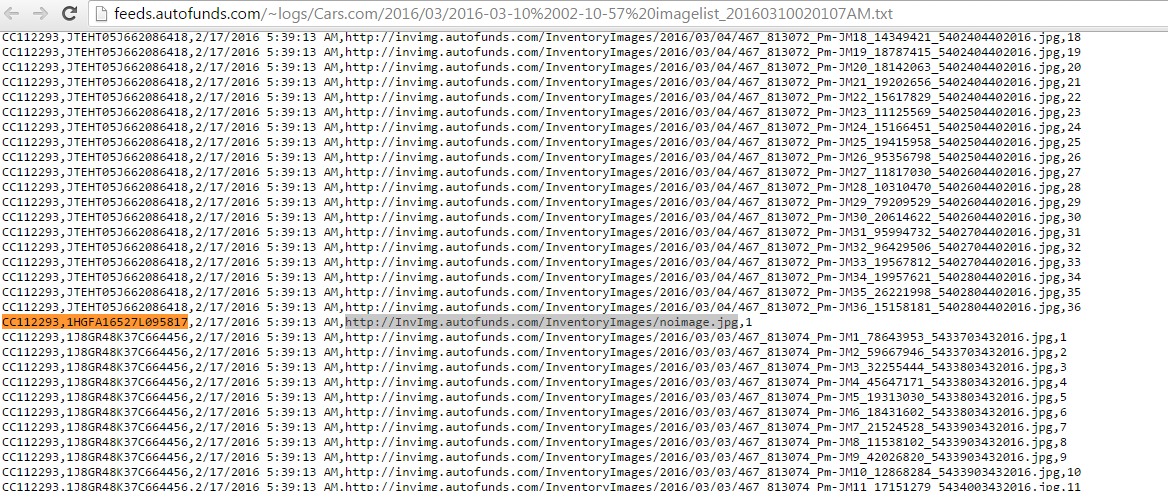 feeds.autofunds.com/~logs/Cars.com/2016/03/2016-03-10%2002-10-57%20imagelist_20160310020107AM.txt
CC112293,JTEHT05J662086418,2/17/2016 5:39:13 AM,http://invimg.autofunds.com/InventoryImages/2016/03/04/467_813072_Pm-JM18_14349421_5402404402016.jpg,18
CC112293,JTEHT05J662086418,2/17/2016 5:39:13 AM,http://invimg.autofunds.com/InventoryImages/2016/03/04/467_813072_Pm-JM19_18787415_5402404402016.jpg,19
CC112293,JTEHT05J662086418,2/17/2016 5:39:13 AM,http://invimg.autofunds.com/InventoryImages/2016/03/04/467_813072_Pm-JM20_18142063_5402404402016.jpg,20
CC112293,JTEHT05J662086418,2/17/2016 5:39:13 AM,http://invimg.autofunds.com/InventoryImages/2016/03/04/467_813072_Pm-JM21_19202656_5402404402016.jpg,21
CC112293,JTEHT05J662086418,2/17/2016 5:39:13 AM,http://invimg.autofunds.com/InventoryImages/2016/03/04/467_813072_Pm-JM22_15617829_5402404402016.jpg,22
CC112293,JTEHT05J662086418,2/17/2016 5:39:13 AM,http://invimg.autofunds.com/InventoryImages/2016/03/04/467_813072_Pm-JM23_11125569_5402504402016.jpg,23
CC112293,JTEHT05J662086418,2/17/2016 5:39:13 AM,http://invimg.autofunds.com/InventoryImages/2016/03/04/467_813072_Pm-JM24_15166451_5402504402016.jpg,24
CC112293,JTEHT05J662086418,2/17/2016 5:39:13 AM,http://invimg.autofunds.com/InventoryImages/2016/03/04/467_813072_Pm-JM25_19415958_5402504402016.jpg,25
CC112293,JTEHT05J662086418,2/17/2016 5:39:13 AM,http://invimg.autofunds.com/InventoryImages/2016/03/04/467_813072_Pm-JM26_95356798_5402504402016.jpg,26
CC112293,JTEHT05J662086418,2/17/2016 5:39:13 AM,http://invimg.autofunds.com/InventoryImages/2016/03/04/467_813072_Pm-JM27_11817030_5402604402016.jpg,27
CC112293,JTEHT05J662086418,2/17/2016 5:39:13 AM,http://invimg.autofunds.com/InventoryImages/2016/03/04/467_813072_Pm-JM28_10310470_5402604402016.jpg,28
CC112293,JTEHT05J662086418,2/17/2016 5:39:13 AM,http://invimg.autofunds.com/InventoryImages/2016/03/04/467_813072_Pm-JM29_79209529_5402604402016.jpg,29
CC112293,JTEHT05J662086418,2/17/2016 5:39:13 AM,http://invimg.autofunds.com/InventoryImages/2016/03/04/467_813072_Pm-JM30_20614622_5402604402016.jpg,30
CC112293,JTEHT05J662086418,2/17/2016 5:39:13 AM,http://invimg.autofunds.com/InventoryImages/2016/03/04/467_813072_Pm-JM31_95994732_5402704402016.jpg,31
CC112293,JTEHT05J662086418,2/17/2016 5:39:13 AM,http://invimg.autofunds.com/InventoryImages/2016/03/04/467_813072_Pm-JM32_96429506_5402704402016.jpg,32
CC112293,JTEHT05J662086418,2/17/2016 5:39:13 AM,http://invimg.autofunds.com/InventoryImages/2016/03/04/467_813072_Pm-JM33_19567812_5402704402016.jpg,33
CC112293,JTEHT05J662086418,2/17/2016 5:39:13 AM,http://invimg.autofunds.com/InventoryImages/2016/03/04/467_813072_Pm-JM34_19957621_5402804402016.jpg,34
CC112293,JTEHT05J662086418,2/17/2016 5:39:13 AM,http://invimg.autofunds.com/InventoryImages/2016/03/04/467_813072_Pm-JM35_26221998_5402804402016.jpg,35
CC112293,JTEHT05J662086418,2/17/2016 5:39:13 AM,http://invimg.autofunds.com/InventoryImages/2016/03/04/467_813072_Pm-JM36_15158181_5402804402016.jpg,36
CC112293,1HGFA16527L095817,2/17/2016 5:39:13 AM,http://InvImg.autofunds.com/InventoryImages/noimage.jpg,1
CC112293,1J8GR48K37C664456,2/17/2016 5:39:13 AM,http://invimg.autofunds.com/InventoryImages/2016/03/03/467_813074_Pm-JM1_78643953_5433703432016.jpg,1
CC112293,1J8GR48K37C664456,2/17/2016 5:39:13 AM,http://invimg.autofunds.com/InventoryImages/2016/03/03/467_813074_Pm-JM2_59667946_5433803432016.jpg,2
CC112293,1J8GR48K37C664456,2/17/2016 5:39:13 AM,http://invimg.autofunds.com/InventoryImages/2016/03/03/467_813074_Pm-JM3_32255444_5433803432016.jpg,3
CC112293,1J8GR48K37C664456,2/17/2016 5:39:13 AM,http://invimg.autofunds.com/InventoryImages/2016/03/03/467_813074_Pm-JM4_45647171_5433803432016.jpg,4
CC112293,1J8GR48K37C664456,2/17/2016 5:39:13 AM,http://invimg.autofunds.com/InventoryImages/2016/03/03/467_813074_Pm-JM5_19313030_5433803432016.jpg,5
CC112293,1J8GR48K37C664456,2/17/2016 5:39:13 AM,http://invimg.autofunds.com/InventoryImages/2016/03/03/467_813074_Pm-JM6_18431602_5433803432016.jpg,6
CC112293,1J8GR48K37C664456,2/17/2016 5:39:13 AM,http://invimg.autofunds.com/InventoryImages/2016/03/03/467_813074_Pm-JM7_21524528_5433903432016.jpg,7
CC112293,1J8GR48K37C664456,2/17/2016 5:39:13 AM,http://invimg.autofunds.com/InventoryImages/2016/03/03/467_813074_Pm-JM8_11538102_5433903432016.jpg,8
CC112293,1J8GR48K37C664456,2/17/2016 5:39:13 AM,http://invimg.autofunds.com/InventoryImages/2016/03/03/467_813074_Pm-JM9_42026820_5433903432016.jpg,9
CC112293,1J8GR48K37C664456,2/17/2016 5:39:13 AM,http://invimg.autofunds.com/InventoryImages/2016/03/03/467_813074_Pm-JM10_12868284_5433903432016.jpg,10
CC112293,1J8GR48K37C664456,2/17/2016 5:39:13 AM,http://invimg.autofunds.com/InventoryImages/2016/03/03/467_813074_Pm-JM11_17151279_5434003432016.jpg,11